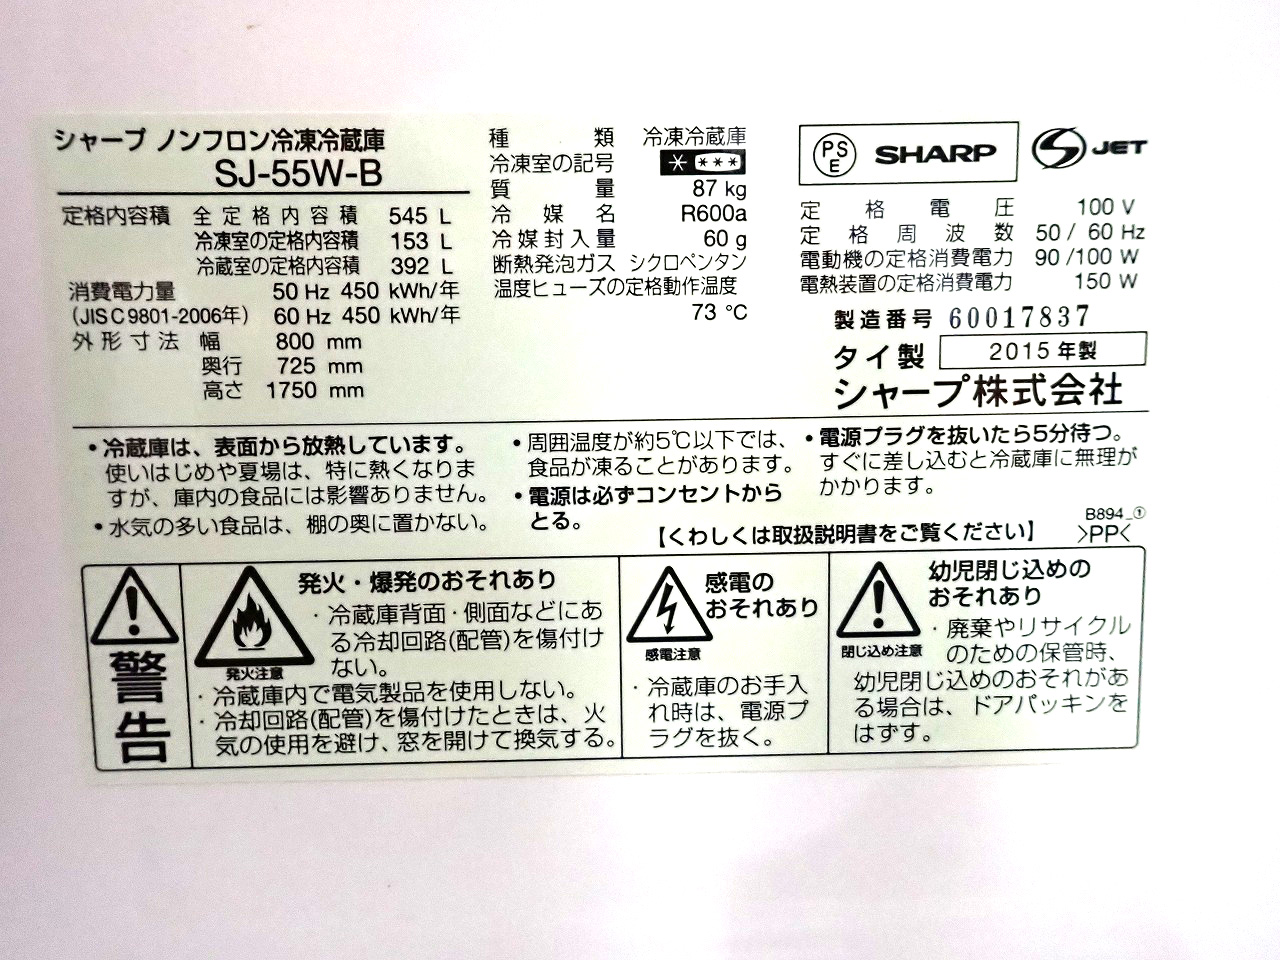 シャープ ノンフロン冷凍冷蔵庫
SJ-55W-B
定格内容積 全定格内容積 545 L
冷凍室の定格内容積 153 L
冷蔵室の定格内容積 392 L
消費電力量 50 Hz 450 kWh/年
(JIS C 9801-2006年) 60 Hz 450 kWh/年
外形寸法 幅 800 mm
奥行 725 mm
高さ 1750 mm
種類 冷凍冷蔵庫
冷凍室の記号
質量 87 kg
冷媒名 R600a
冷媒封入量 60 g
断熱発泡ガス シクロペンタン
温度ヒューズの定格動作温度
73 ℃
PSE SHARP S JET
定格電圧 100 V
定格周波数 50 / 60 Hz
電動機の定格消費電力 90 /100 W
電熱装置の定格消費電力 150 W
製造番号 60017837
タイ製 2015 年製
シャープ株式会社
・冷蔵庫は、表面から放熱しています。
使いはじめや夏場は、特に熱くなりま
すが、庫内の食品には影響ありません。
・水気の多い食品は、棚の奥に置かない。
・周囲温度が約5℃以下では、
食品が凍ることがあります。
・電源は必ずコンセントから
とる。
・電源プラグを抜いたら5分待つ。
すぐに差し込むと冷蔵庫に無理が
かかります。
【くわしくは取扱説明書をご覧ください】
B894_①
>PP<
警告
発火・爆発のおそれあり
発火注意
・冷蔵庫背面・側面などにあ
る冷却回路(配管)を傷付け
ない。
・冷蔵庫内で電気製品を使用しない。
・冷却回路(配管)を傷付けたときは、火
気の使用を避け、窓を開けて換気する。
感電の
おそれあり
感電注意
・冷蔵庫のお手入
れ時は、電源プ
ラグを抜く。
幼児閉じ込めの
おそれあり
閉じ込め注意
・廃棄やリサイクル
のための保管時、
幼児閉じ込めのおそれがあ
る場合は、ドアパッキンを
はずす。